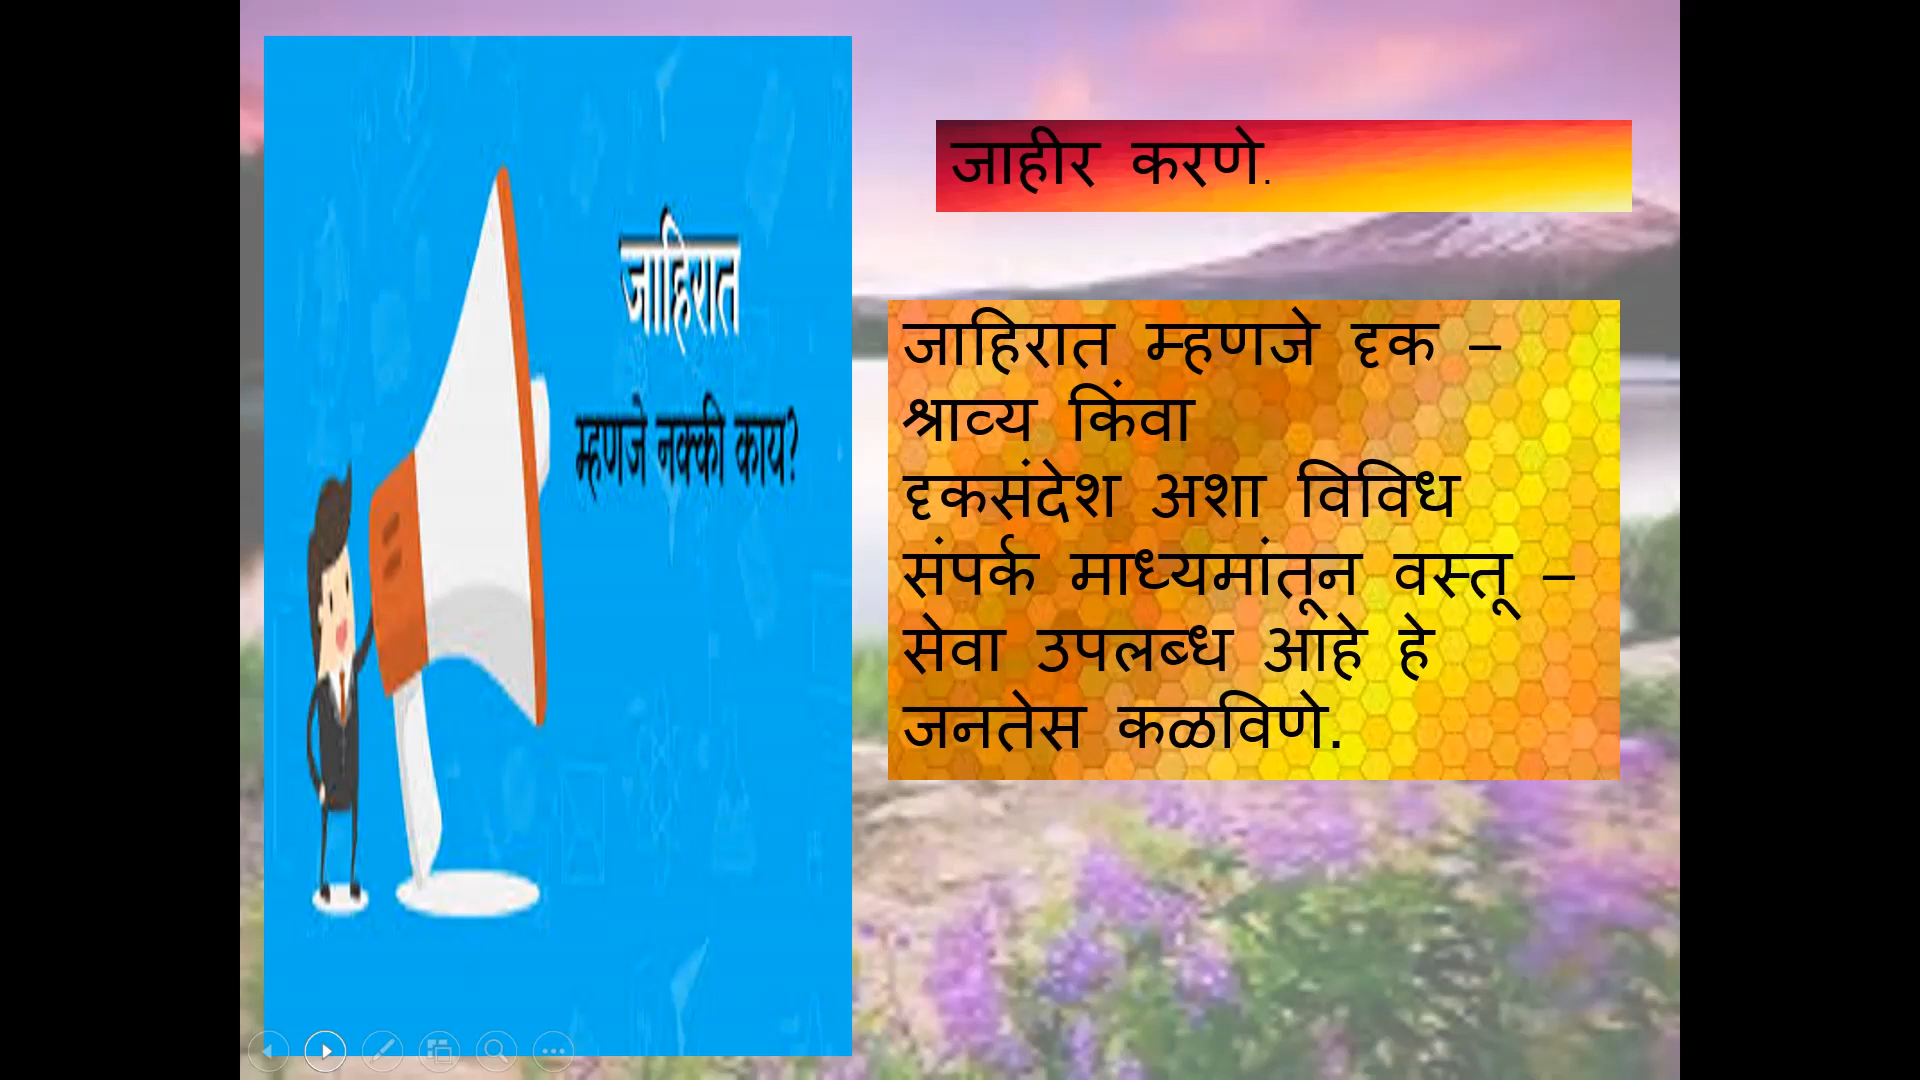 जाहिरात
म्हणजे नक्की काय?
जाहीर करणे.
जाहिरात म्हणजे दृक –
श्राव्य किंवा
दृकसंदेश अशा विविध
संपर्क माध्यमांतून वस्तू –
सेवा उपलब्ध आहे हे
जनतेस कळविणे.